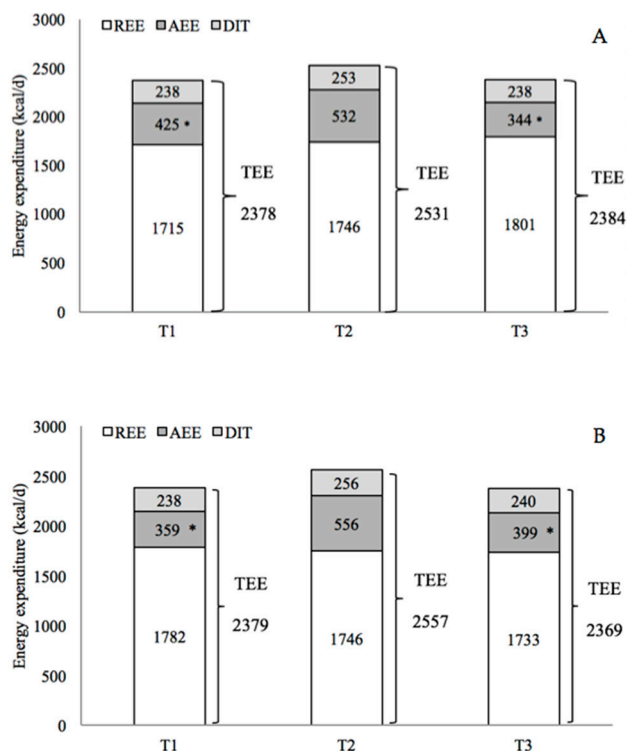 A
□REE □AEE □DIT
Energy expenditure (kcal/d)
3000
2500
2000
1500
1000
500
0
238
425 *
1715
TEE
2378
253
532
1746
TEE
2531
238
344 *
1801
TEE
2384
T1 T2 T3
B
□REE □AEE □DIT
Energy expenditure (kcal/d)
3000
2500
2000
1500
1000
500
0
238
359 *
1782
TEE
2379
256
556
1746
TEE
2557
240
399 *
1733
TEE
2369
T1 T2 T3